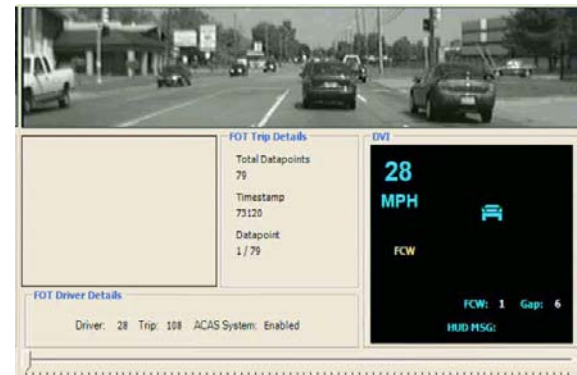 FOT Trip Details
Total Datapoints
79
Timestamp
73120
Datapoint
1 / 79
DVI
28
MPH
FCW
FCW: 1 Gap: 6
HUD MSG:
FOT Driver Details
Driver: 28 Trip: 108 ACAS System: Enabled